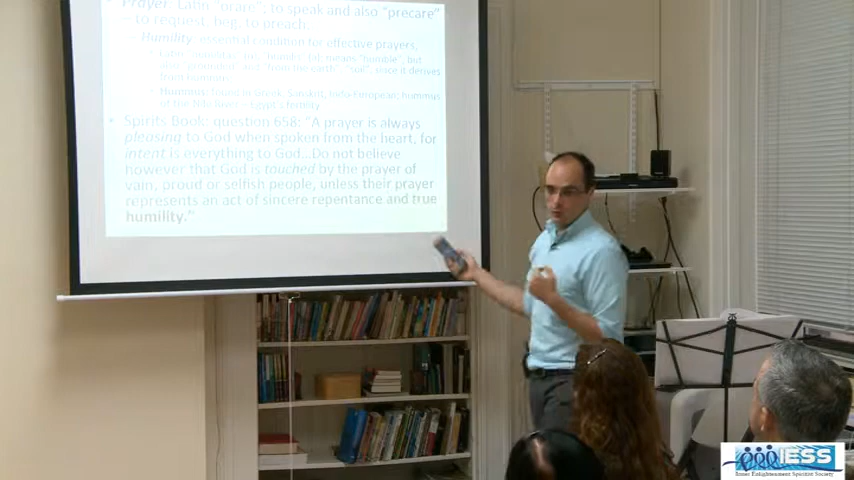 Prayer: Latin "orare": to speak and also "precare"
– to request, beg, to preach.
– Humility: essential condition for effective prayers,
from humus.
• Spirits Book: question 658: "A prayer is always
pleasing to God when spoken from the heart, for
intent is everything to God...Do not believe
however that God is touched by the prayer of
vain, proud or selfish people, unless their prayer
represents an act of sincere repentance and true
humility."
IESS
Inner Enlightenment Spiritist Society